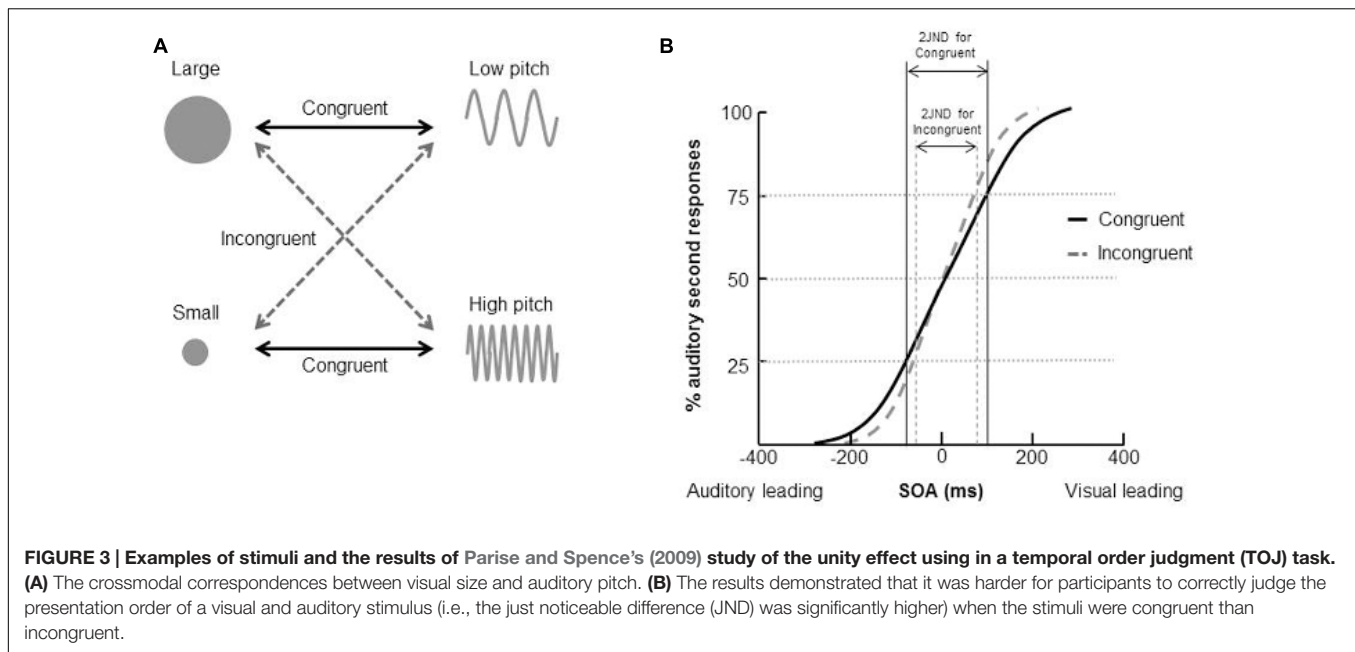 A
Large
Low pitch
Congruent
Incongruent
Small
High pitch
Congruent
B
2JND for
Congruent
2JND for
Incongruent
100
75
50
25
% auditory second responses
Congruent
Incongruent
-400
-200
0
200
400
Auditory leading
SOA (ms)
Visual leading
FIGURE 3 | Examples of stimuli and the results of Parise and Spence's (2009) study of the unity effect using in a temporal order judgment (TOJ) task.
(A) The crossmodal correspondences between visual size and auditory pitch. (B) The results demonstrated that it was harder for participants to correctly judge the
presentation order of a visual and auditory stimulus (i.e., the just noticeable difference (JND) was significantly higher) when the stimuli were congruent than
incongruent.